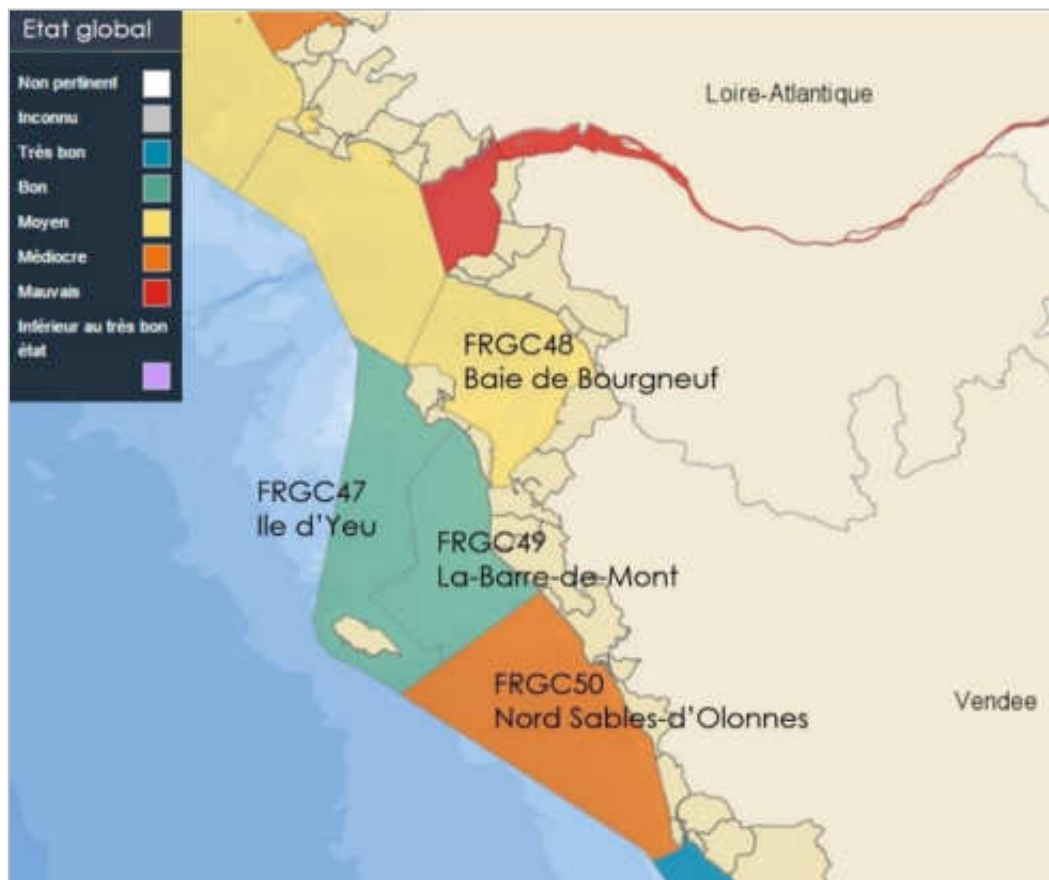 Etat global
Non pertinent
Inconnu
Très bon
Bon
Moyen
Médiocre
Mauvais
Inférieur au très bon
état
Loire-Atlantique
FRGC48
Baie de Bourgneuf
FRGC47
Ile d'Yeu
FRGC49
La-Barre-de-Mont
FRGC50
Nord Sables-d'Olonnes
Vendee